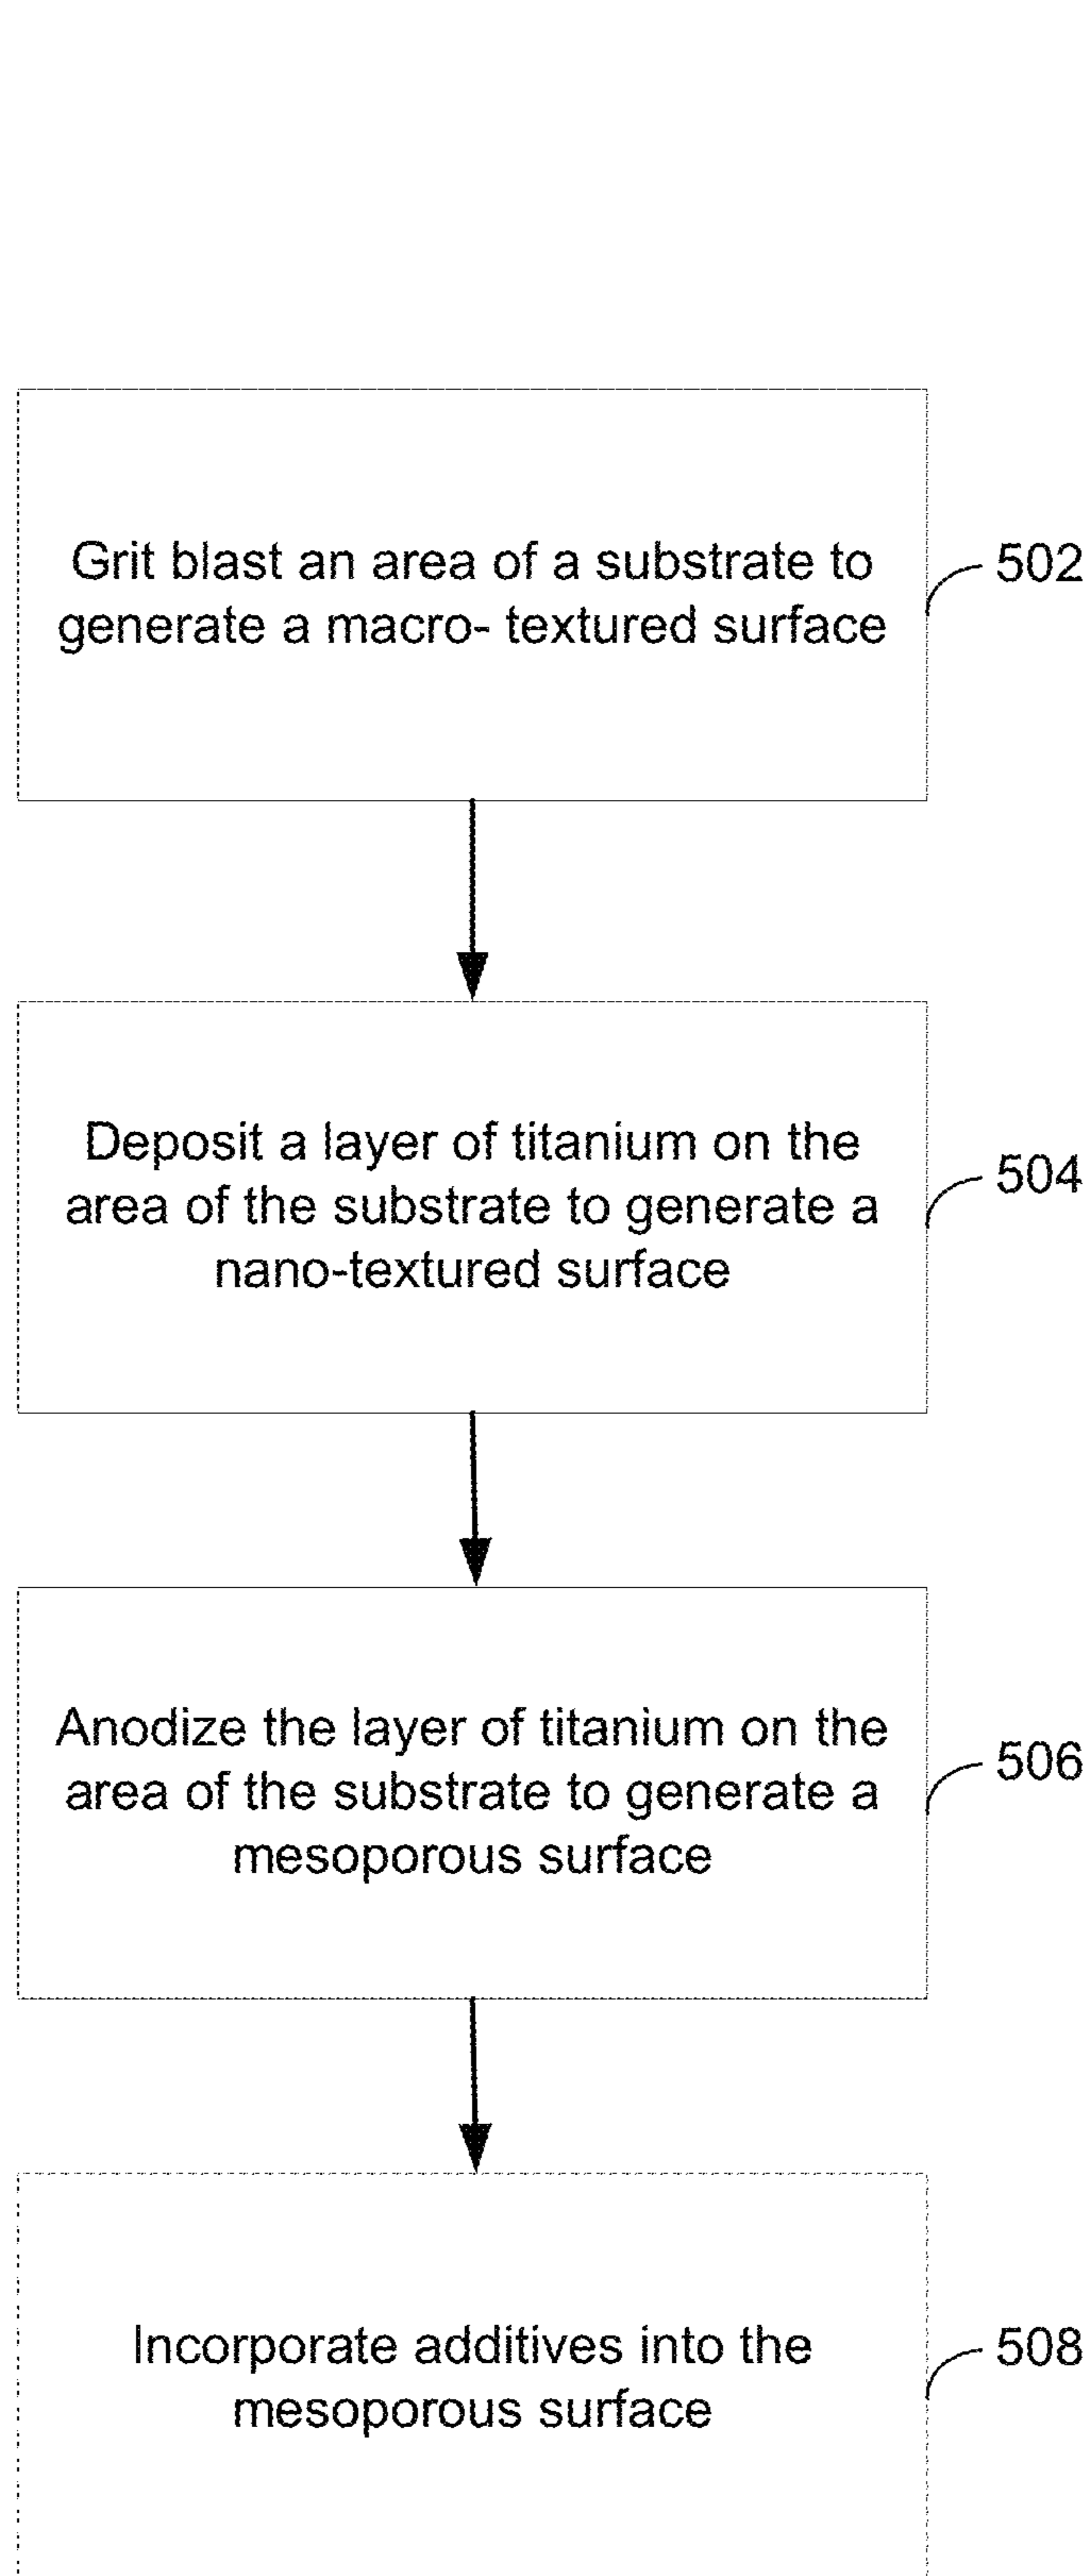 Grit blast an area of a substrate to
generate a macro- textured surface
502
Deposit a layer of titanium on the
area of the substrate to generate a
nano-textured surface
504
Anodize the layer of titanium on the
area of the substrate to generate a
mesoporous surface
506
Incorporate additives into the
mesoporous surface
508